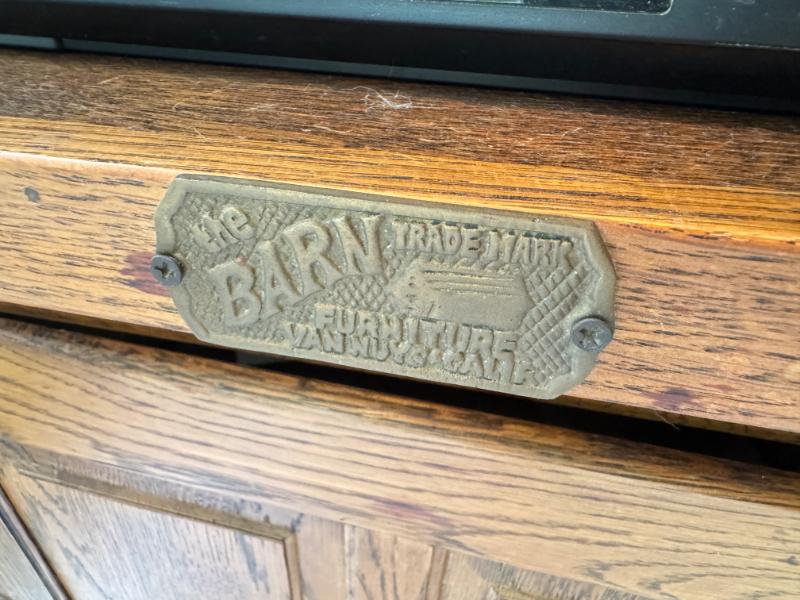 the
BARN TRADE MARK
FURNITURE
VAN NUYS, CALIF.